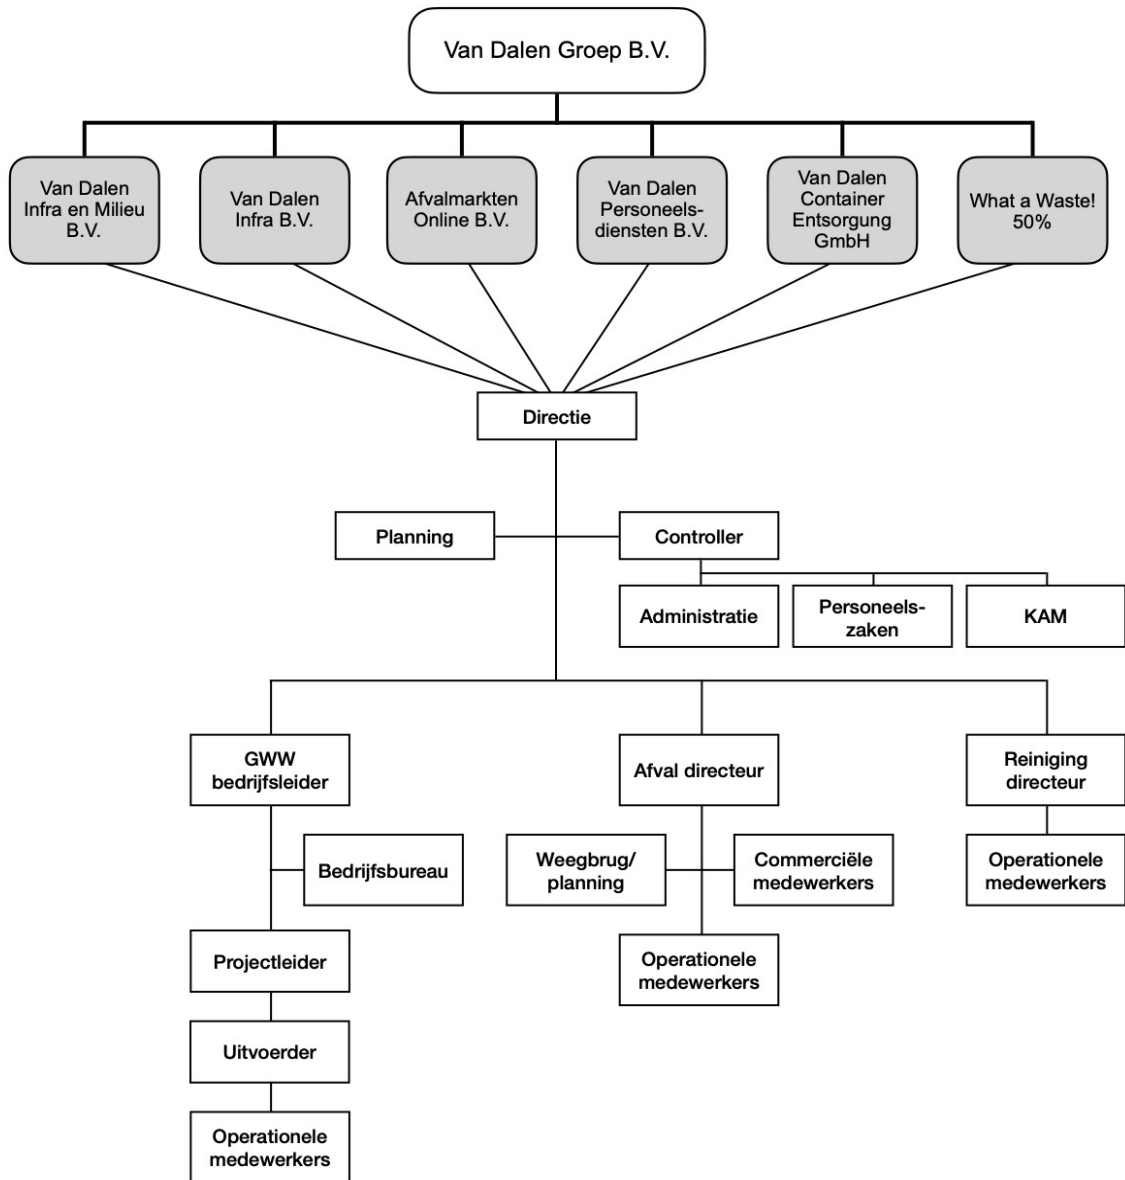 Van Dalen Groep B.V.
Van Dalen
Infra en Milieu
B.V.
Van Dalen
Infra B.V.
Afvalmarkten
Online B.V.
Van Dalen
Personeels-
diensten B.V.
Van Dalen
Container
Entsorgung
GmbH
What a Waste!
50%
Directie
Planning
Controller
Administratie
Personeels-
zaken
KAM
GWW
bedrijfsleider
Afval directeur
Reiniging
directeur
Bedrijfsbureau
Weegbrug/
planning
Commerciële
medewerkers
Operationele
medewerkers
Projectleider
Operationele
medewerkers
Uitvoerder
Operationele
medewerkers